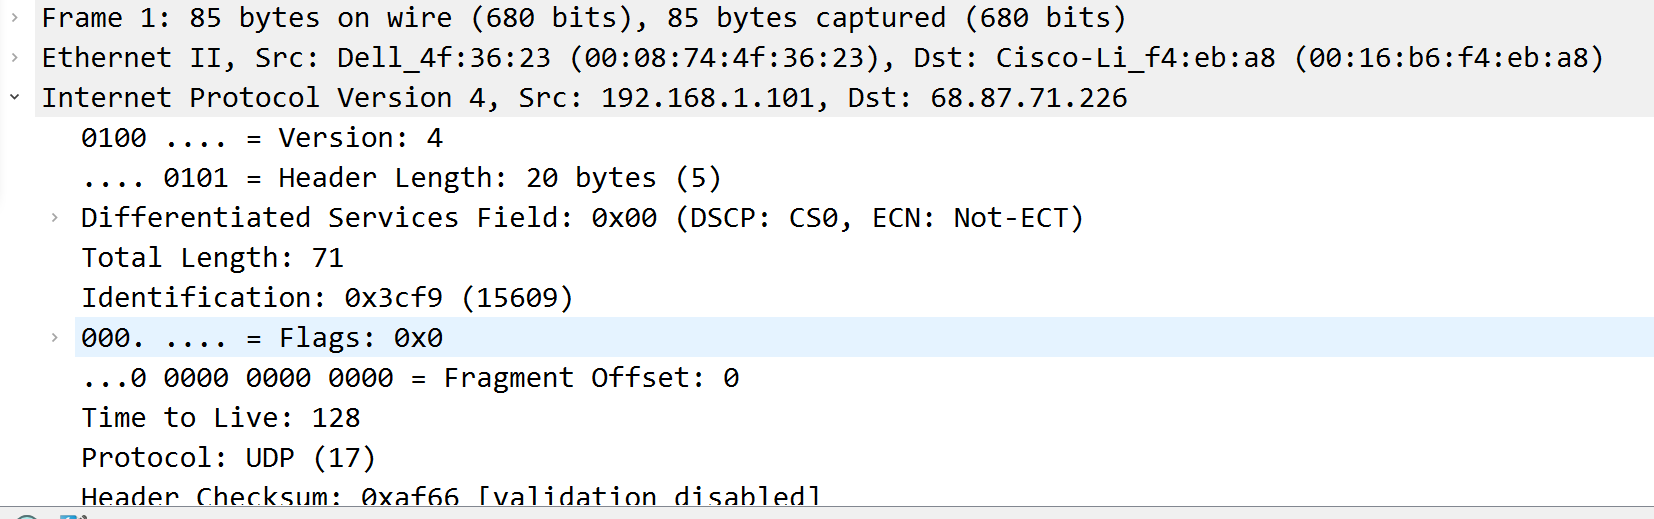 Frame 1: 85 bytes on wire (680 bits), 85 bytes captured (680 bits)
Ethernet II, Src: Dell_4f:36:23 (00:08:74:4f:36:23), Dst: Cisco-Li_f4:eb:a8 (00:16:b6:f4:eb:a8)
Internet Protocol Version 4, Src: 192.168.1.101, Dst: 68.87.71.226
0100 .... = Version: 4
.... 0101 = Header Length: 20 bytes (5)
Differentiated Services Field: 0x00 (DSCP: CS0, ECN: Not-ECT)
Total Length: 71
Identification: 0x3cf9 (15609)
000. .... = Flags: 0x0
...0 0000 0000 0000 = Fragment Offset: 0
Time to Live: 128
Protocol: UDP (17)
Header Checksum: 0xaf66 [validation disabled]